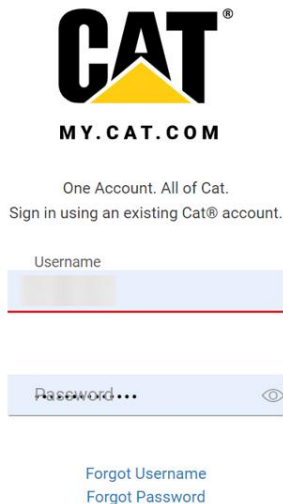 CAT®
MY.CAT.COM
One Account. All of Cat.
Sign in using an existing Cat® account.
Username
Password
Forgot Username
Forgot Password